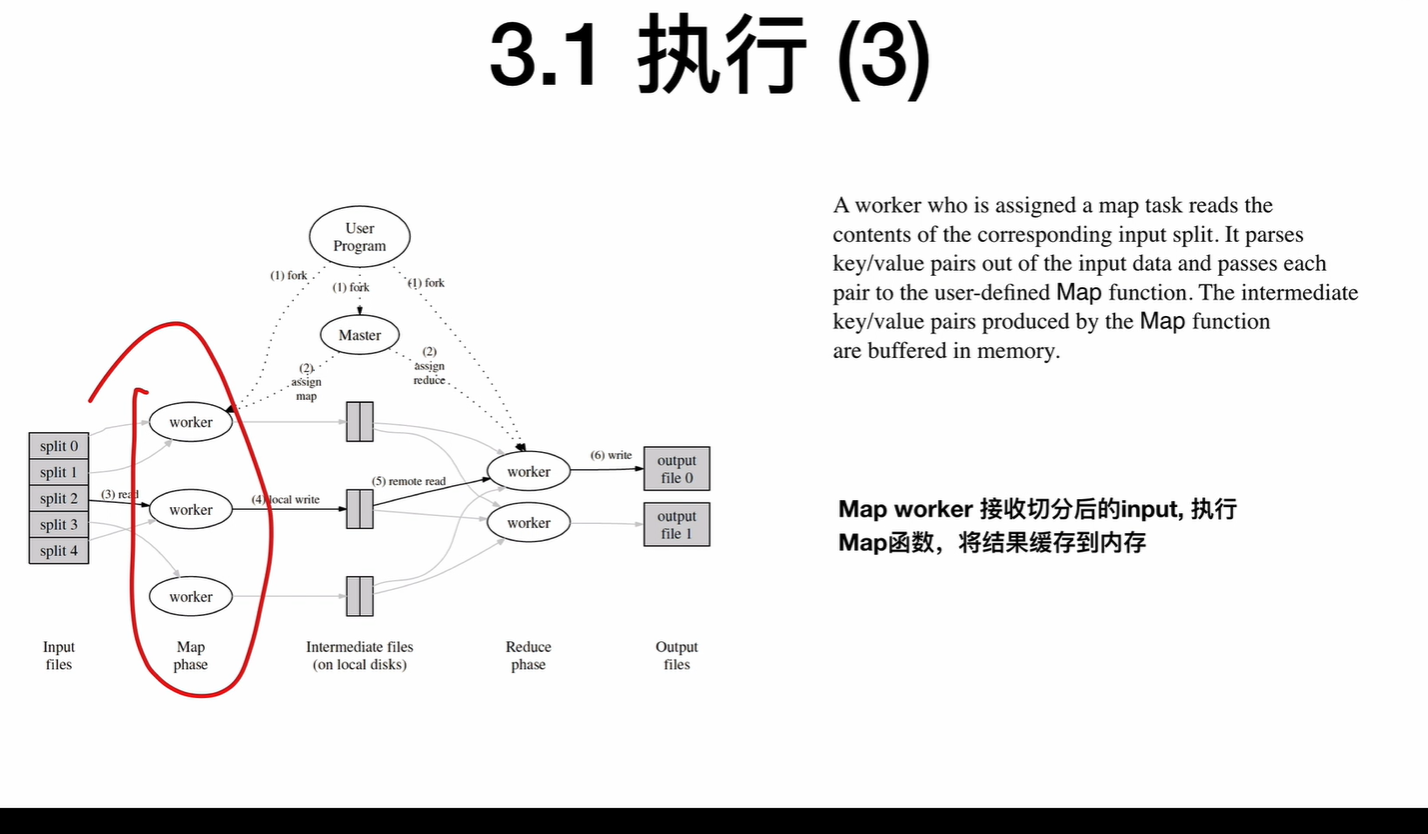 3.1 执行 (3)
User
Program
(1) fork
(1) fork
(1) fork
Master
(2)
assign
map
(2)
assign
reduce
worker
split 0
split 1
split 2
split 3
split 4
(3) read
worker
(4) local write
worker
(5) remote read
worker
worker
(6) write
output
file 0
output
file 1
Input
files
Map
phase
Intermediate files
(on local disks)
Reduce
phase
Output
files
A worker who is assigned a map task reads the
contents of the corresponding input split. It parses
key/value pairs out of the input data and passes each
pair to the user-defined Map function. The intermediate
key/value pairs produced by the Map function
are buffered in memory.
Map worker 接收切分后的input, 执行
Map函数，将结果缓存到内存